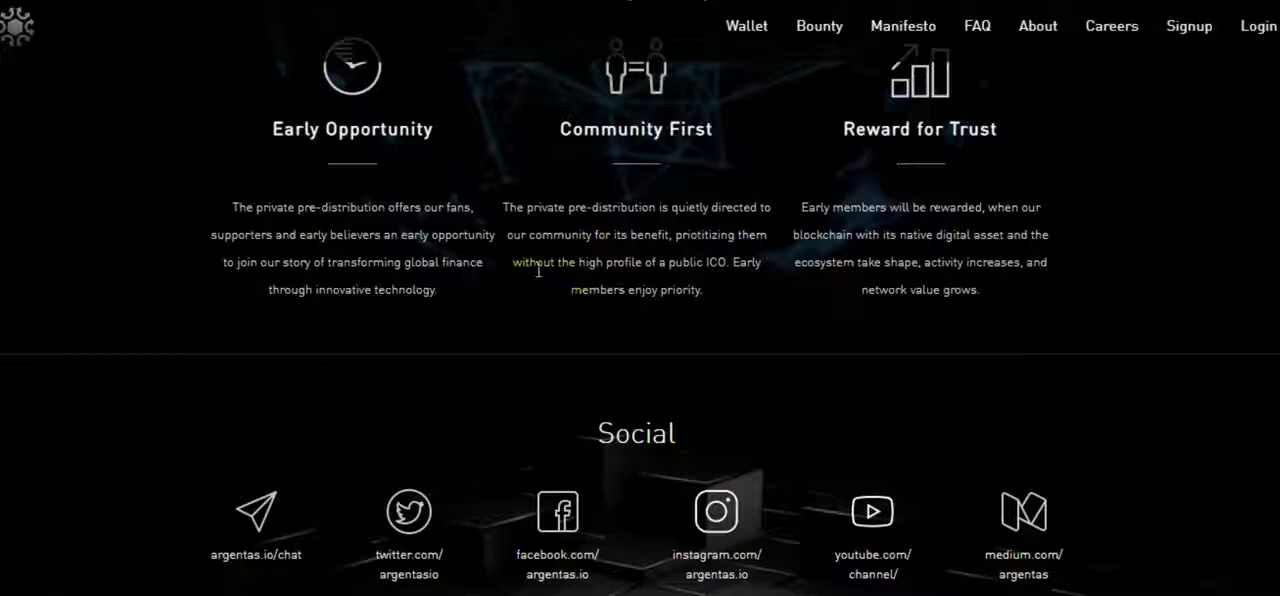 Wallet Bounty Manifesto FAQ About Careers Signup Login
Early Opportunity
The private pre-distribution offers our fans,
supporters and early believers an early opportunity
to join our story of transforming global finance
through innovative technology.
Community First
The private pre-distribution is quietly directed to
our community for its benefit, priotitizing them
without the high profile of a public ICO. Early
members enjoy priority.
Reward for Trust
Early members will be rewarded, when our
blockchain with its native digital asset and the
ecosystem take shape, activity increases, and
network value grows.
Social
argentas.io/chat
twitter.com/
argentasio
facebook.com/
argentas.io
instagram.com/
argentas.io
youtube.com/
channel/
medium.com/
argentas